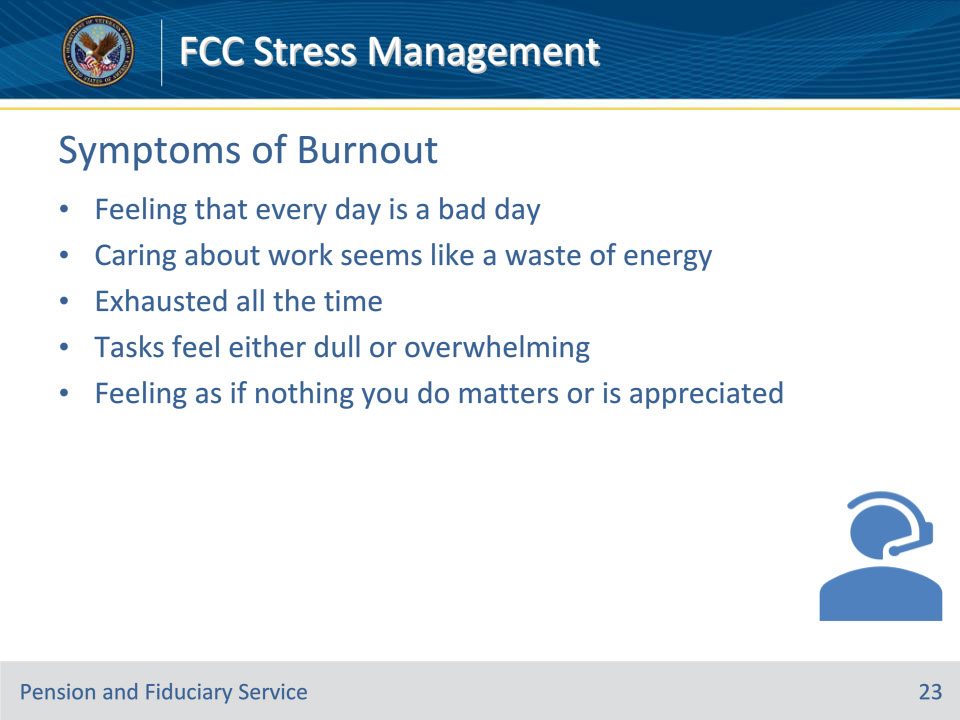 FCC Stress Management
Symptoms of Burnout
• Feeling that every day is a bad day
• Caring about work seems like a waste of energy
• Exhausted all the time
• Tasks feel either dull or overwhelming
• Feeling as if nothing you do matters or is appreciated
Pension and Fiduciary Service
23